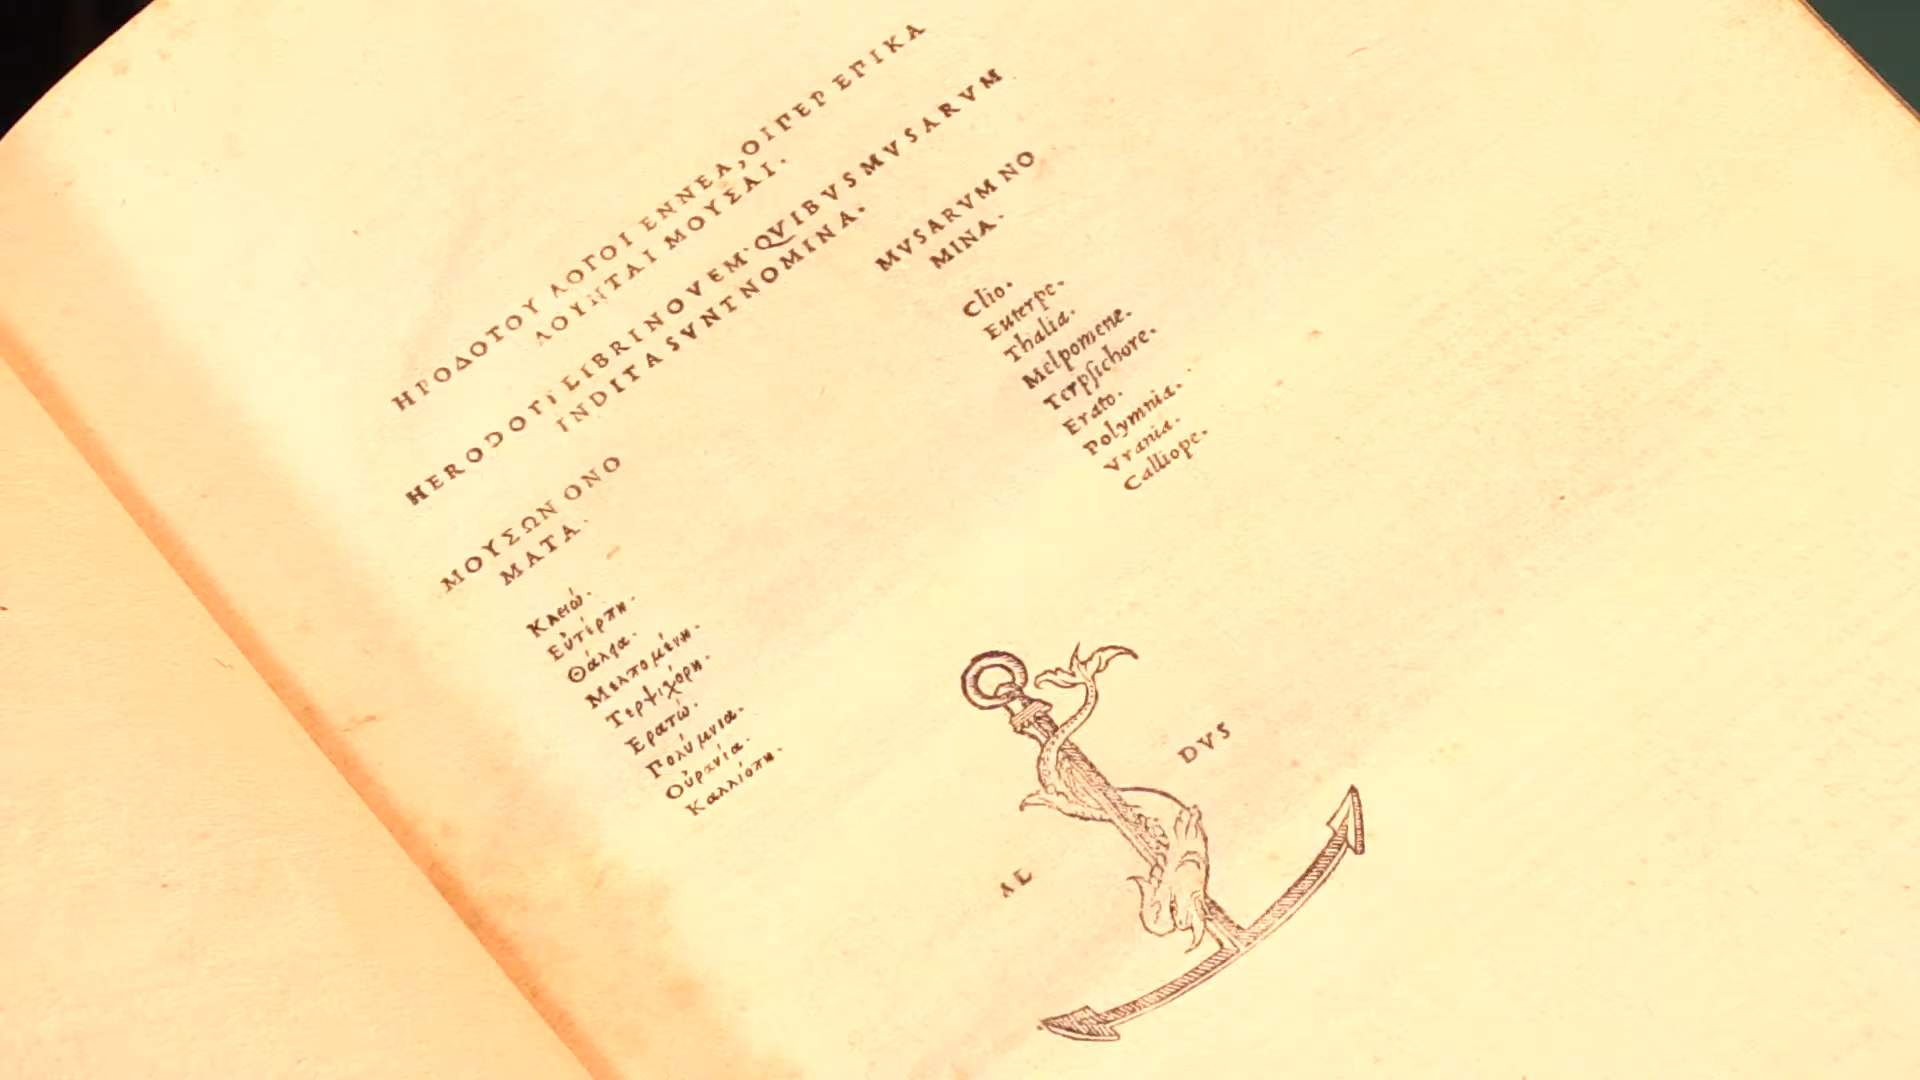 ΗΡΟΔΟΤΟΥ ΛΟΓΟΙ ΕΝΝΕΑ, ΟΙΠΕΡ ΕΠΙΚΑ
ΛΟΥΝΤΑΙ ΜΟΥΣΑΙ.
HERODOTI LIBRI NOVEM· QVIBVS MVSARVM
INDITA SVNT NOMINA.
ΜΟΥΣΩΝ ΟΝΟ
ΜΑΤΑ.
Κλειώ.
Εὐτέρπη.
Θάλεια.
Μελπομένη.
Τερψιχόρη.
Ερατώ.
Πολύμνια.
Οὐρανία.
Καλλιόπη.
MVSARVM NO
MINA.
Clio.
Euterpe.
Thalia.
Melpomene.
Terpſichore.
Erato.
Polymnia.
Vrania.
Calliope.
AL
DVS